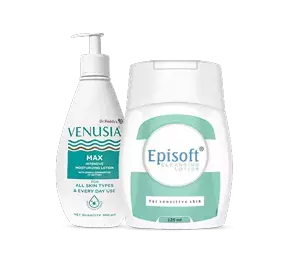 Dr.Reddy's
VENUSIA
MAX
INTENSIVE
MOISTURIZING LOTION
FOR
ALL SKIN TYPES
& EVERY DAY USE
Episoft®
CLEANSING
LOTION
For sensitive skin
125 ml